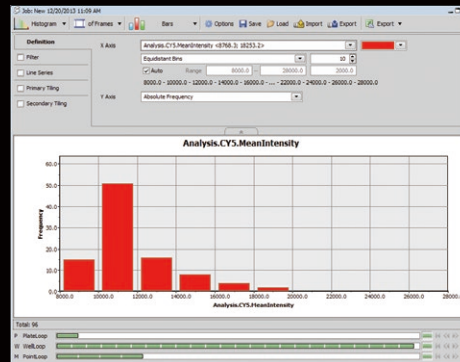 Job: New 12/20/2013 11:09 AM
Histogram of Frames Bars Options Save Load Import Export Export
Definition
X Axis Analysis.CY5.MeanIntensity <8768.3; 18253.2>
Filter
Equidistant Bins 10
Line Series
Auto Range: 8000.0 - 28000.0 2000.0
Primary Tiling
8000.0 - 10000.0 - 12000.0 - 14000.0 - 16000.0 - ... - 22000.0 - 24000.0 - 26000.0 - 28000.0
Secondary Tiling
Y Axis Absolute Frequency
Analysis.CY5.MeanIntensity
60.0
50.0
40.0
30.0
20.0
10.0
0.0
Frequency
8000.0 10000.0 12000.0 14000.0 16000.0 18000.0 20000.0 22000.0 24000.0 26000.0 28000.0
Analysis.CY5.MeanIntensity
Total: 96
P PlateLoop
W WellLoop
M PointLoop